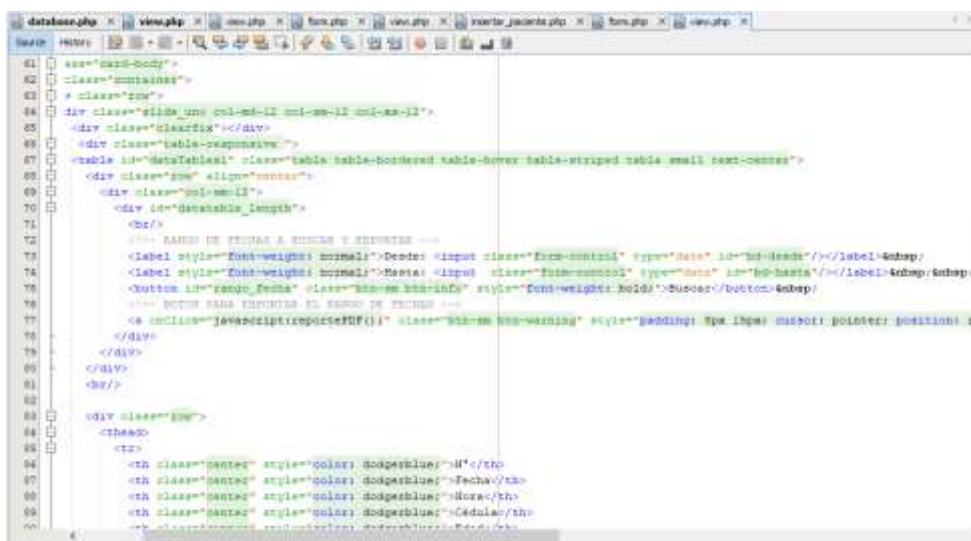 database.php view.php view.php form.php view.php insertar_paciente.php form.php view.php
Source History
61 ass="card-body">
62 class="container">
63 class="row">
64 div class="slide_uno col-md-12 col-sm-12 col-xs-12">
65 <div class="clearfix"></div>
66 <div class="table-responsive ">
67 <table id="dataTables1" class="table table-bordered table-hover table-striped table small text-center">
68 <div class="row" align="center">
69 <div class="col-sm-12">
70 <div id="datatable_length">
71 <br/>
72 <!-- RANGO DE FECHAS A BUSCAR Y EXPORTAR -->
73 <label style="font-weight: normal;">Desde: <input class="form-control" type="date" id="bd-desde"/></label>&nbsp;
74 <label style="font-weight: normal;">Hasta: <input class="form-control" type="date" id="bd-hasta"/></label>&nbsp;&nbsp;
75 <button id="rango_fecha" class="btn-sm btn-info" style="font-weight: bold;">Buscar</button>&nbsp;
76 <!-- BOTON PARA EXPORTAR EL RANGO DE FECHAS -->
77 <a onClick="javascript:reportePDF();" class="btn-sm btn-warning" style="padding: 8px 15px; cursor: pointer; position:
78 </div>
79 </div>
80 </div>
81 <br/>
82
83 <div class="row">
84 <thead>
85 <tr>
86 <th class="center" style="color: dodgerblue;">N°</th>
87 <th class="center" style="color: dodgerblue;">Fecha</th>
88 <th class="center" style="color: dodgerblue;">Hora</th>
89 <th class="center" style="color: dodgerblue;">Cédula</th>